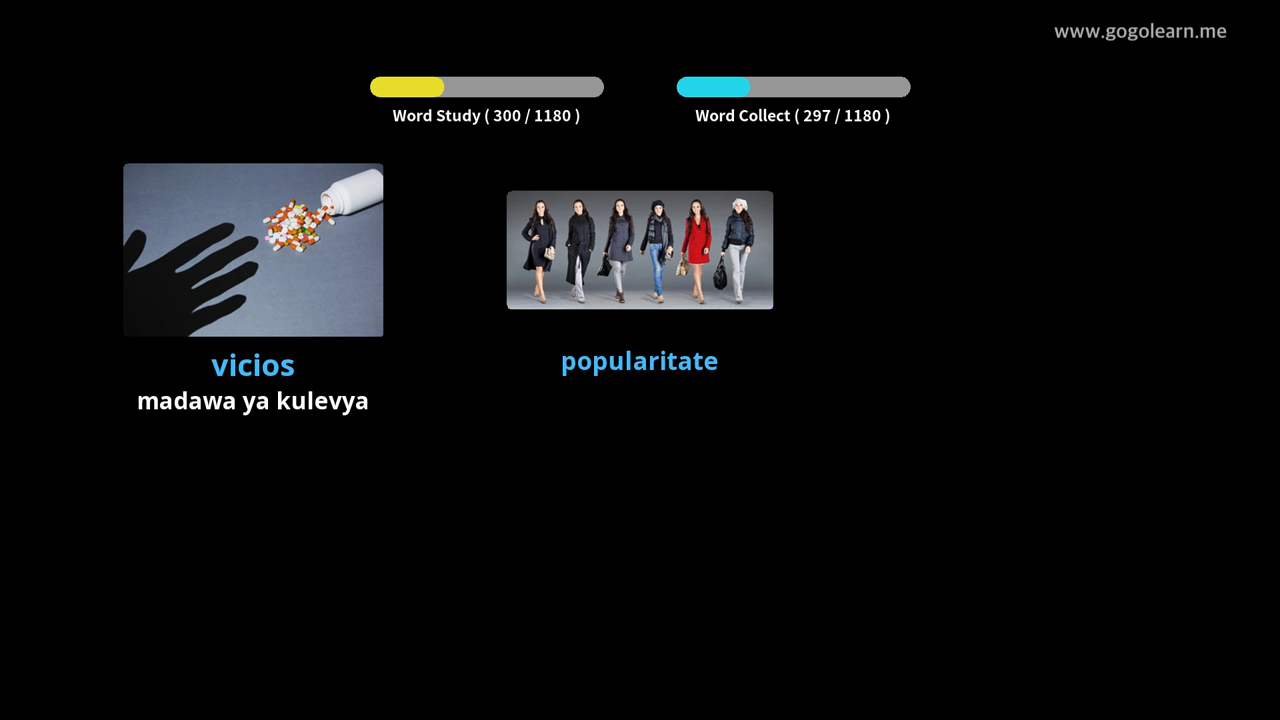 www.gogolearn.me
Word Study ( 300 / 1180 )
Word Collect ( 297 / 1180 )
vicios
madawa ya kulevya
popularitate